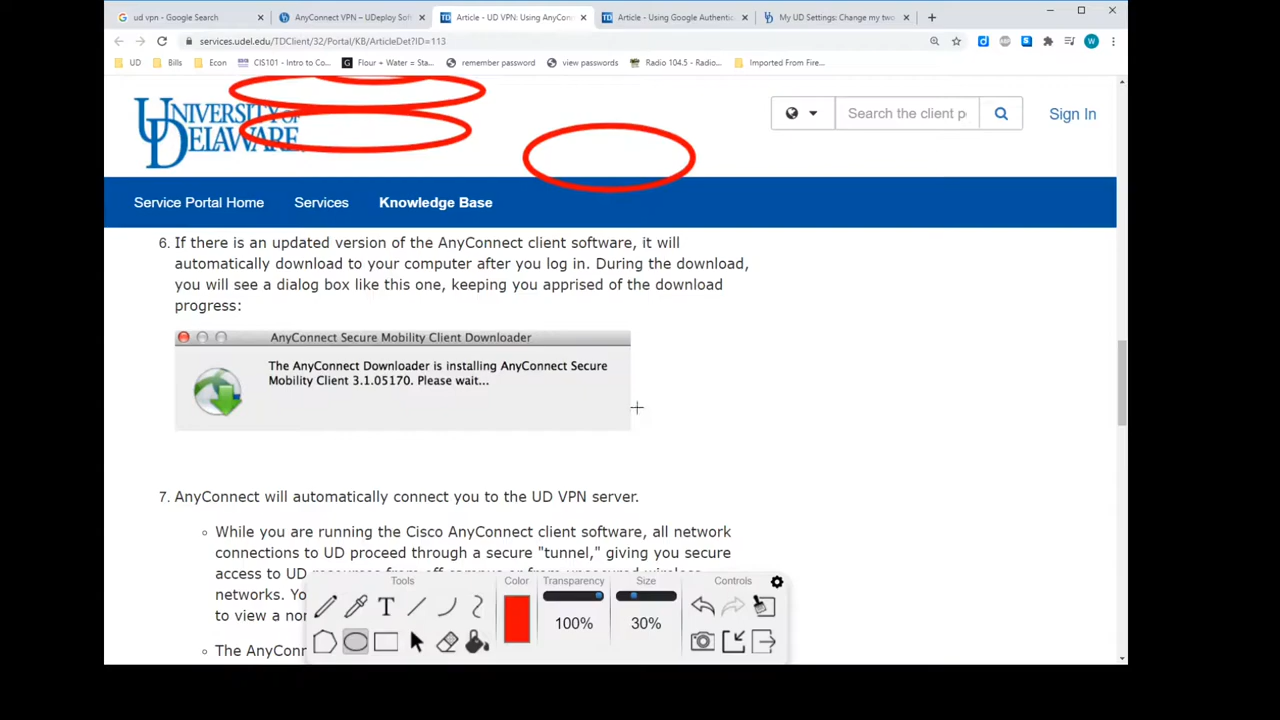 ud vpn - Google Search
AnyConnect VPN – UDeploy Soft
Article - UD VPN: Using AnyConn
Article - Using Google Authentic
My UD Settings: Change my two
services.udel.edu/TDClient/32/Portal/KB/ArticleDet?ID=113
UD
Bills
Econ
CIS101 - Intro to Co...
Flour + Water = Sta...
remember password
view passwords
Radio 104.5 - Radio...
Imported From Fire...
UNIVERSITY OF
DELAWARE
Search the client p
Sign In
Service Portal Home
Services
Knowledge Base
6. If there is an updated version of the AnyConnect client software, it will
automatically download to your computer after you log in. During the download,
you will see a dialog box like this one, keeping you apprised of the download
progress:
AnyConnect Secure Mobility Client Downloader
The AnyConnect Downloader is installing AnyConnect Secure
Mobility Client 3.1.05170. Please wait...
7. AnyConnect will automatically connect you to the UD VPN server.
While you are running the Cisco AnyConnect client software, all network
connections to UD proceed through a secure "tunnel," giving you secure
access to UD
networks. Yo
to view a no
The AnyConn
Tools
Color
Transparency
Size
Controls
100%
30%